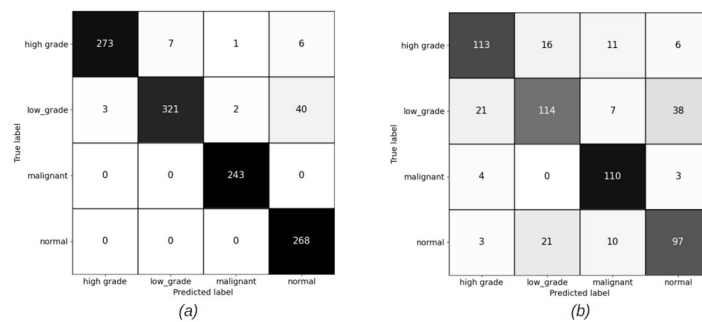 high grade 273 7 1 6
low_grade 3 321 2 40
malignant 0 0 243 0
normal 0 0 0 268
high grade low_grade malignant normal
Predicted label
True label
(a)
high grade 113 16 11 6
low_grade 21 114 7 38
malignant 4 0 110 3
normal 3 21 10 97
high grade low_grade malignant normal
Predicted label
True label
(b)